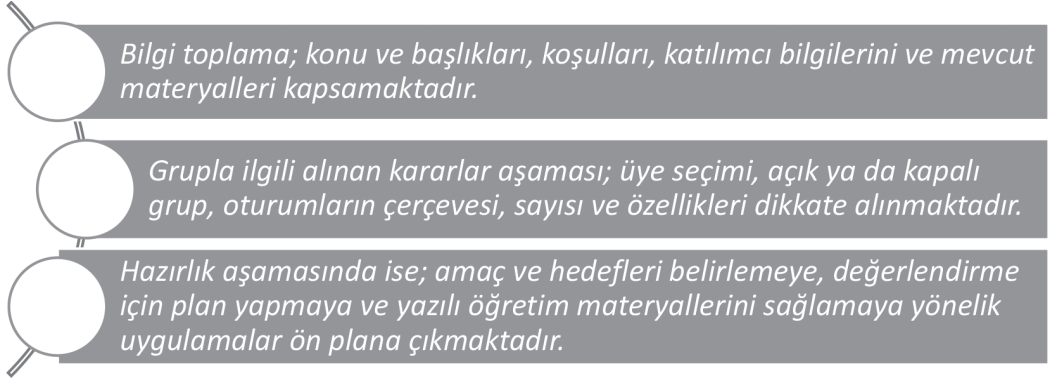 Bilgi toplama; konu ve başlıkları, koşulları, katılımcı bilgilerini ve mevcut
materyalleri kapsamaktadır.
Grupla ilgili alınan kararlar aşaması; üye seçimi, açık ya da kapalı
grup, oturumların çerçevesi, sayısı ve özellikleri dikkate alınmaktadır.
Hazırlık aşamasında ise; amaç ve hedefleri belirlemeye, değerlendirme
için plan yapmaya ve yazılı öğretim materyallerini sağlamaya yönelik
uygulamalar ön plana çıkmaktadır.